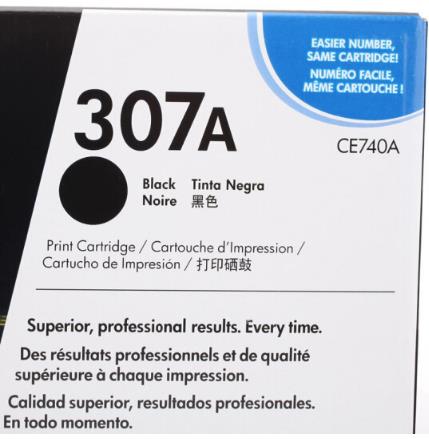 EASIER NUMBER,
SAME CARTRIDGE!
NUMÉRO FACILE,
MÊME CARTOUCHE !
307A
CE740A
Black Tinta Negra
Noire 黑色
Print Cartridge / Cartouche d'Impression /
Cartucho de Impresión / 打印硒鼓
Superior, professional results. Every time.
Des résultats professionnels et de qualité
supérieure à chaque impression.
Calidad superior, resultados profesionales.
En todo momento.